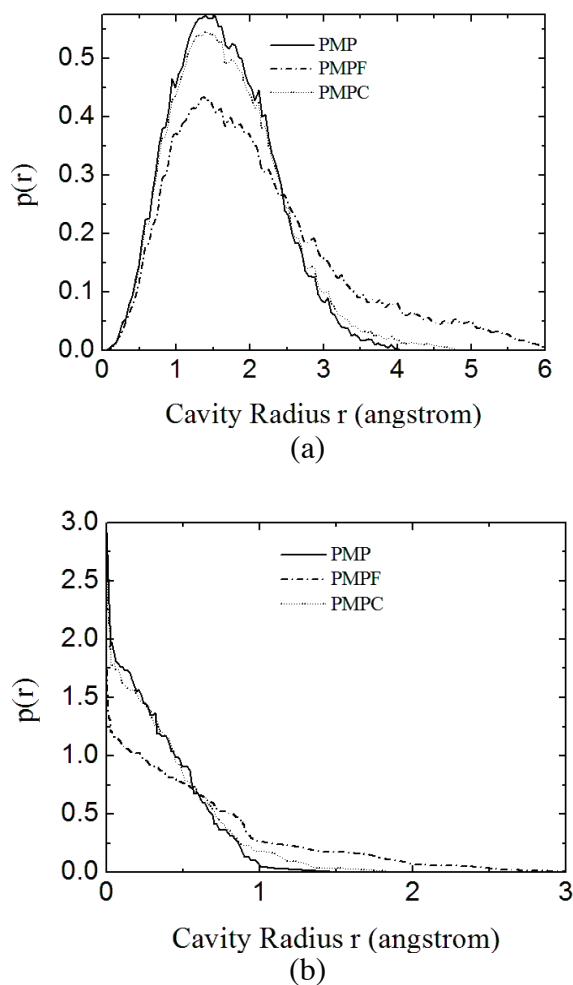 0.5
0.4
0.3
0.2
0.1
0.0
p(r)
PMP
PMPF
PMPC
0 1 2 3 4 5 6
Cavity Radius r (angstrom)
(a)
3.0
2.5
2.0
1.5
1.0
0.5
0.0
p(r)
PMP
PMPF
PMPC
0 1 2 3
Cavity Radius r (angstrom)
(b)